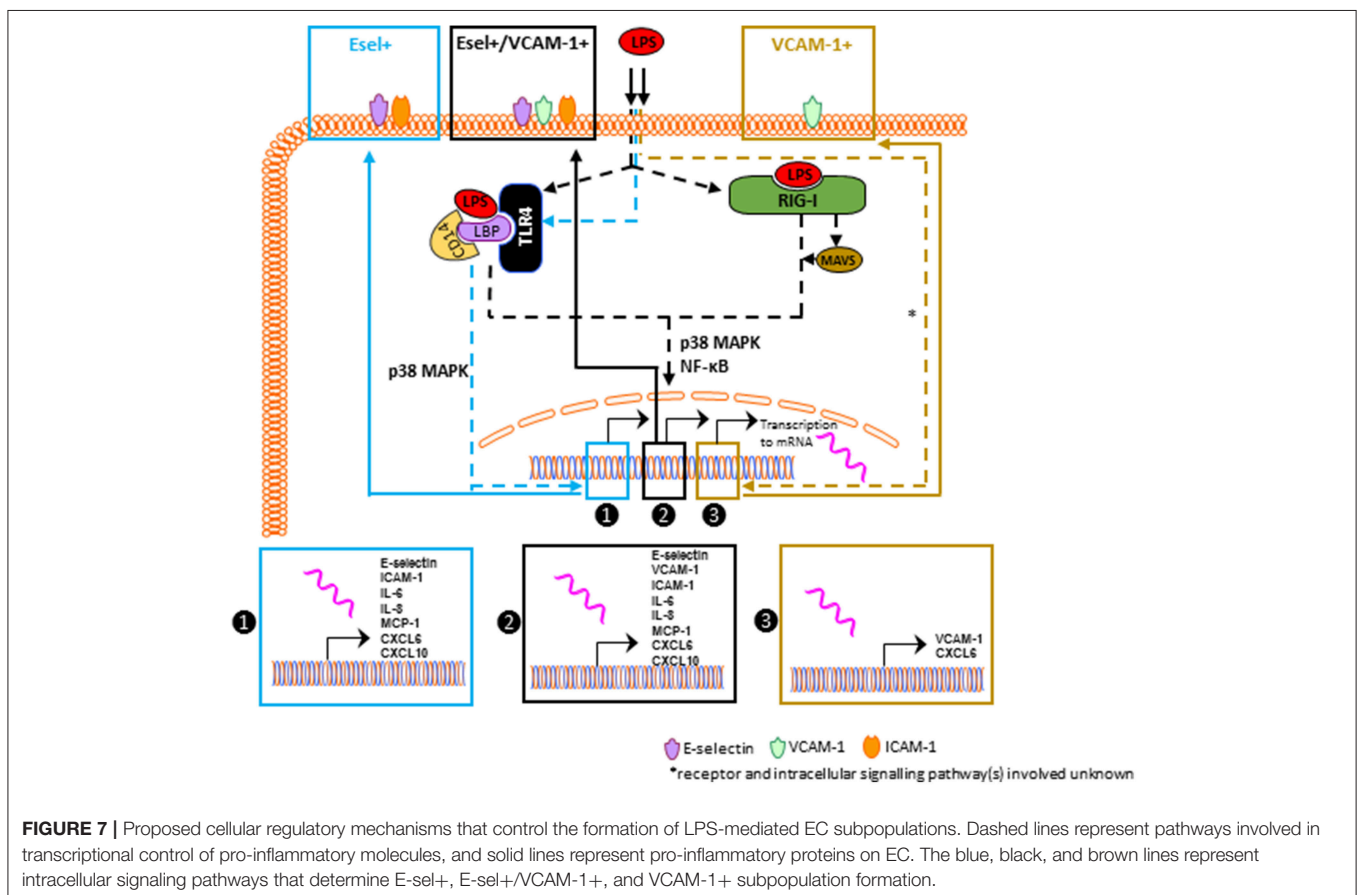 Esel+
Esel+/VCAM-1+
LPS
VCAM-1+
LPS
CD14
LBP
TLR4
LPS
RIG-I
MAVS
*
p38 MAPK
p38 MAPK
NF-κB
Transcription
to mRNA
1
2
3
1
E-selectin
ICAM-1
IL-6
IL-8
MCP-1
CXCL6
CXCL10
2
E-selectin
VCAM-1
ICAM-1
IL-6
IL-8
MCP-1
CXCL6
CXCL10
3
VCAM-1
CXCL6
E-selectin VCAM-1 ICAM-1
*receptor and intracellular signalling pathway(s) involved unknown
FIGURE 7 | Proposed cellular regulatory mechanisms that control the formation of LPS-mediated EC subpopulations. Dashed lines represent pathways involved in
transcriptional control of pro-inflammatory molecules, and solid lines represent pro-inflammatory proteins on EC. The blue, black, and brown lines represent
intracellular signaling pathways that determine E-sel+, E-sel+/VCAM-1+, and VCAM-1+ subpopulation formation.